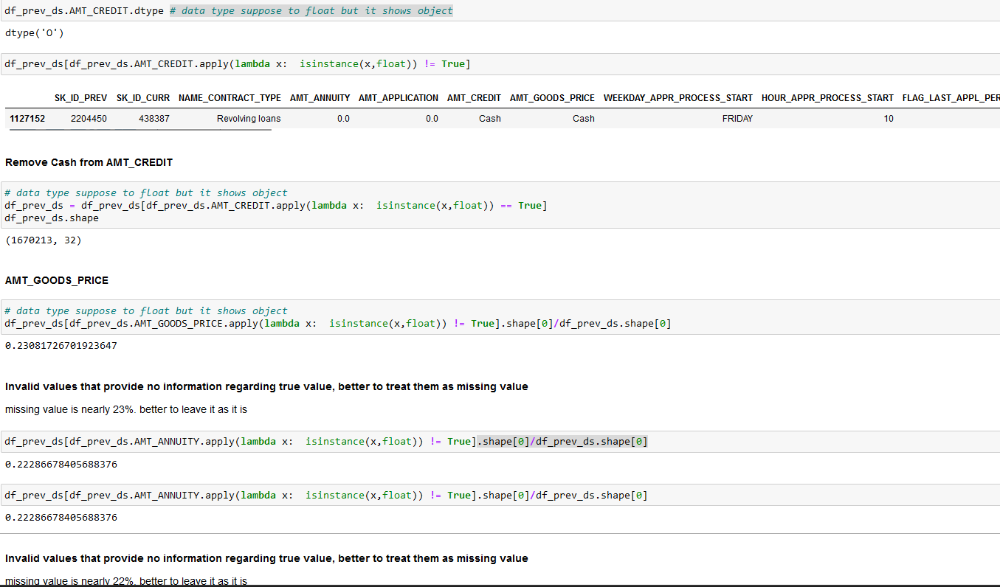 df_prev_ds.AMT_CREDIT.dtype # data type suppose to float but it shows object
dtype('O')
df_prev_ds[df_prev_ds.AMT_CREDIT.apply(lambda x:  isinstance(x,float)) != True]
SK_ID_PREV SK_ID_CURR NAME_CONTRACT_TYPE AMT_ANNUITY AMT_APPLICATION AMT_CREDIT AMT_GOODS_PRICE WEEKDAY_APPR_PROCESS_START HOUR_APPR_PROCESS_START FLAG_LAST_APPL_PER
1127152 2204450 438387 Revolving loans 0.0 0.0 Cash Cash FRIDAY 10
Remove Cash from AMT_CREDIT
# data type suppose to float but it shows object
df_prev_ds = df_prev_ds[df_prev_ds.AMT_CREDIT.apply(lambda x:  isinstance(x,float)) == True]
df_prev_ds.shape
(1670213, 32)
AMT_GOODS_PRICE
# data type suppose to float but it shows object
df_prev_ds[df_prev_ds.AMT_GOODS_PRICE.apply(lambda x:  isinstance(x,float)) != True].shape[0]/df_prev_ds.shape[0]
0.23081726701923647
Invalid values that provide no information regarding true value, better to treat them as missing value
missing value is nearly 23%. better to leave it as it is
df_prev_ds[df_prev_ds.AMT_ANNUITY.apply(lambda x:  isinstance(x,float)) != True].shape[0]/df_prev_ds.shape[0]
0.22286678405688376
df_prev_ds[df_prev_ds.AMT_ANNUITY.apply(lambda x:  isinstance(x,float)) != True].shape[0]/df_prev_ds.shape[0]
0.22286678405688376
Invalid values that provide no information regarding true value, better to treat them as missing value
missing value is nearly 22%. better to leave it as it is